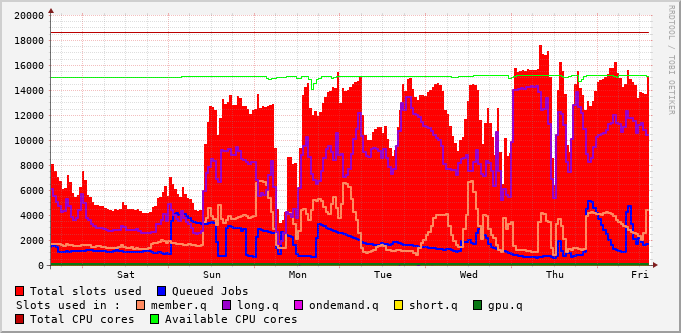 RRDTOOL / TOBI OETIKER
20000
18000
16000
14000
12000
10000
8000
6000
4000
2000
0
Sat Sun Mon Tue Wed Thu Fri
Total slots used Queued Jobs
Slots used in : member.q long.q ondemand.q short.q gpu.q
Total CPU cores Available CPU cores